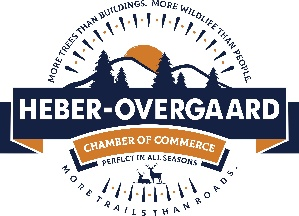 MORE TREES THAN BUILDINGS. MORE WILDLIFE THAN PEOPLE.
HEBER-OVERGAARD
CHAMBER OF COMMERCE
PERFECT IN ALL SEASONS
MORE TRAILS THAN ROADS.